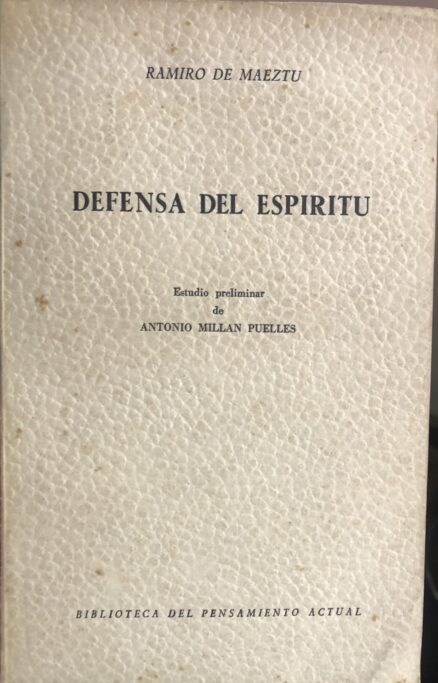 RAMIRO DE MAEZTU
DEFENSA DEL ESPIRITU
Estudio preliminar
de
ANTONIO MILLAN PUELLES
BIBLIOTECA DEL PENSAMIENTO ACTUAL